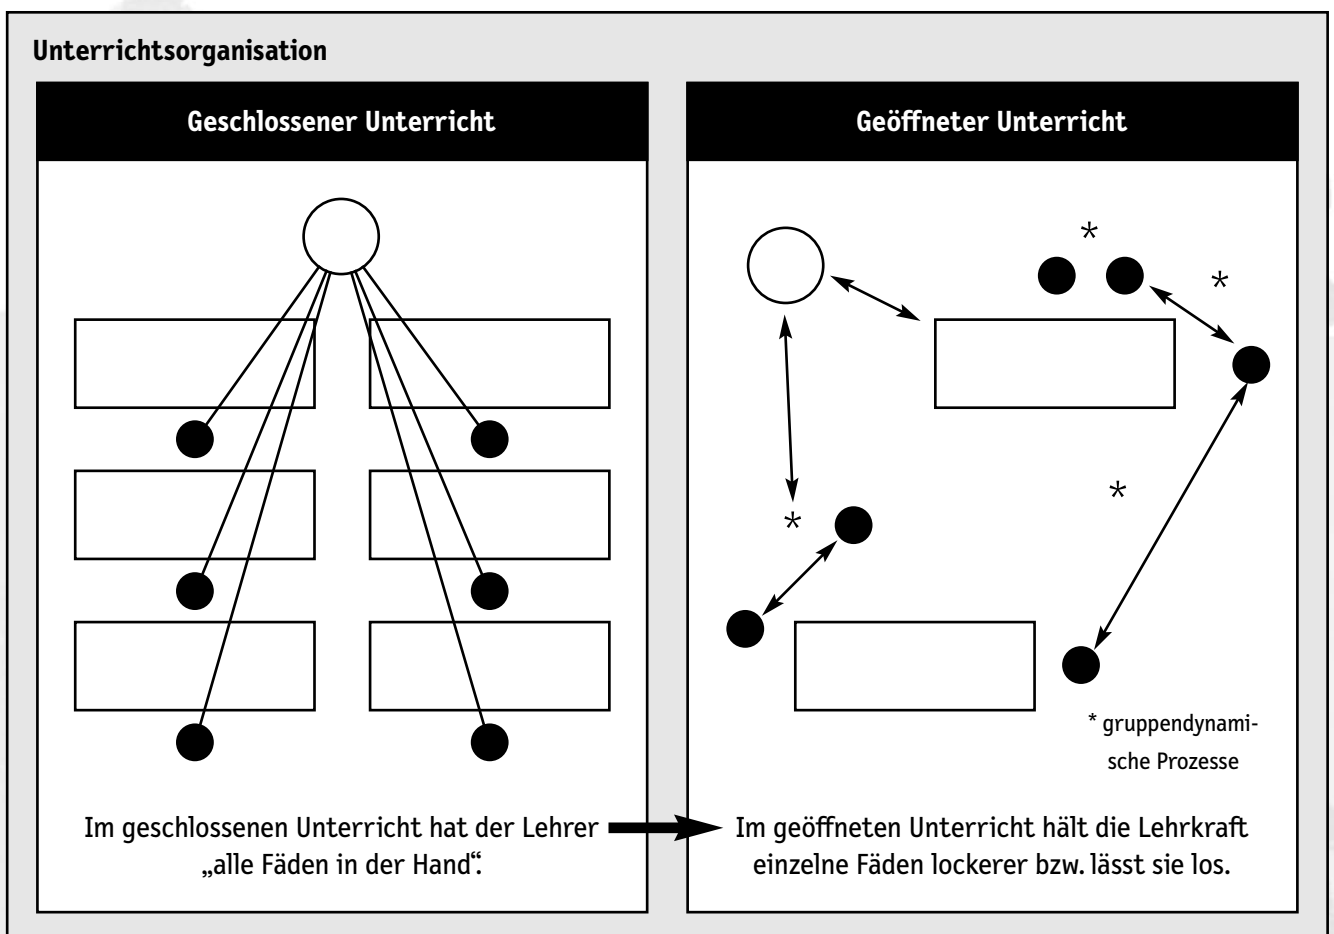 Unterrichtsorganisation
Geschlossener Unterricht
Im geschlossenen Unterricht hat der Lehrer
„alle Fäden in der Hand“.
Geöffneter Unterricht
*
*
*
*
* gruppendynami-
sche Prozesse
Im geöffneten Unterricht hält die Lehrkraft
einzelne Fäden lockerer bzw. lässt sie los.